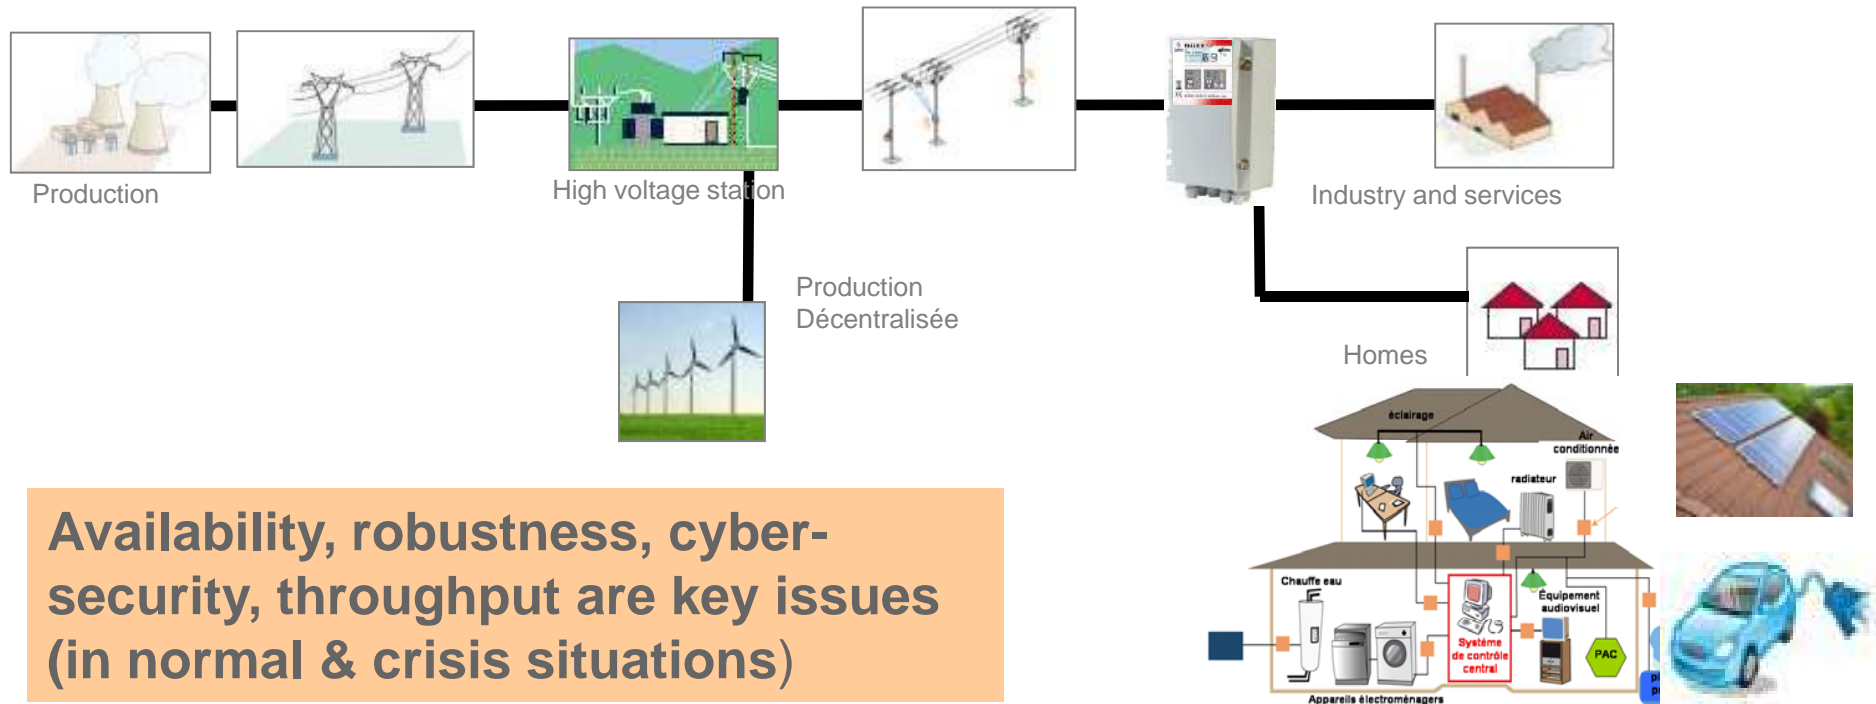 Production
High voltage station
Industry and services
Production
Décentralisée
Homes
éclairage
Air
conditionnée
radiateur
Chauffe eau
Équipement
audiovisuel
Système
de contrôle
central
PAC
Appareils électroménagers
Availability, robustness, cyber-
security, throughput are key issues
(in normal & crisis situations)